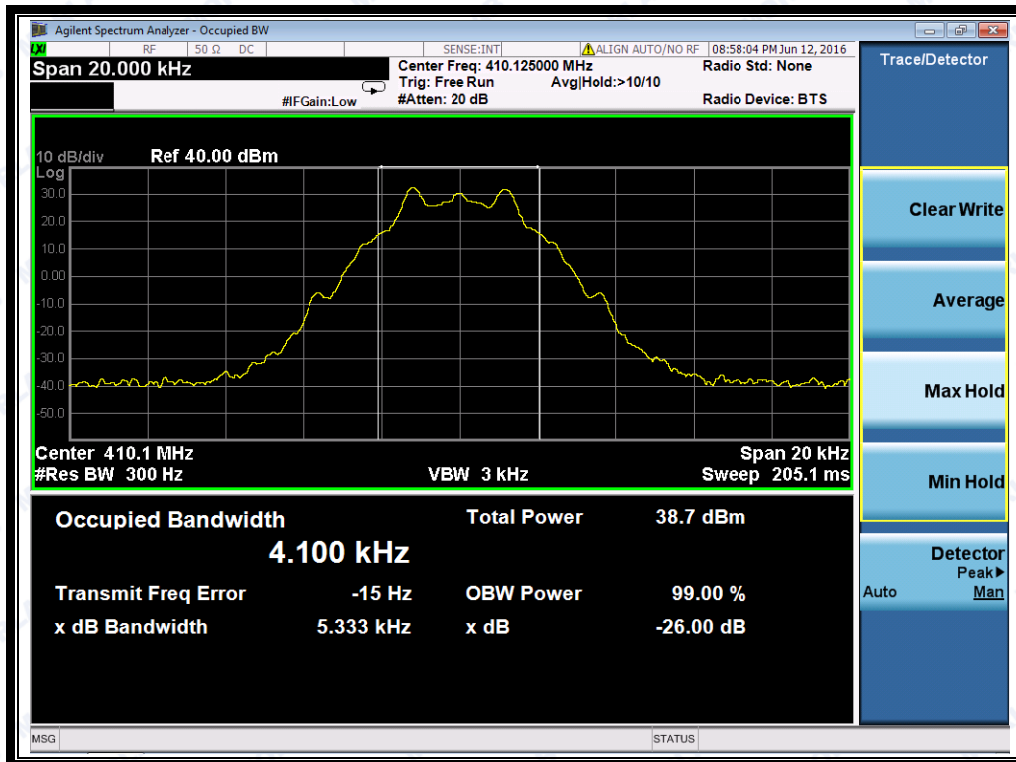 Agilent Spectrum Analyzer - Occupied BW
LXI RF 50 Ω DC SENSE:INT ALIGN AUTO/NO RF 08:58:04 PM Jun 12, 2016
Span 20.000 kHz Center Freq: 410.125000 MHz Radio Std: None
Trig: Free Run Avg|Hold:>10/10
#IFGain:Low #Atten: 20 dB Radio Device: BTS
Trace/Detector
10 dB/div Ref 40.00 dBm
Log
30.0
20.0
10.0
0.00
-10.0
-20.0
-30.0
-40.0
-50.0
Center 410.1 MHz Span 20 kHz
#Res BW 300 Hz VBW 3 kHz Sweep 205.1 ms
Occupied Bandwidth Total Power 38.7 dBm
4.100 kHz
Transmit Freq Error -15 Hz OBW Power 99.00 %
x dB Bandwidth 5.333 kHz x dB -26.00 dB
Clear Write
Average
Max Hold
Min Hold
Detector
Peak▶
Auto Man
MSG STATUS